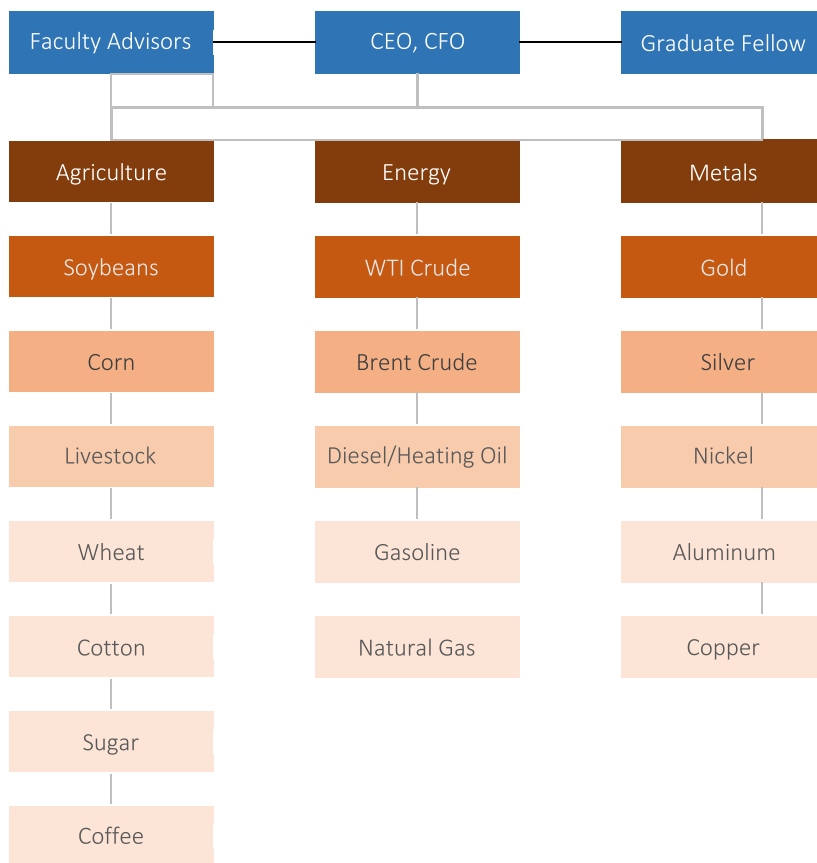 Faculty Advisors
CEO, CFO
Graduate Fellow
Agriculture
Energy
Metals
Soybeans
WTI Crude
Gold
Corn
Brent Crude
Silver
Livestock
Diesel/Heating Oil
Nickel
Wheat
Gasoline
Aluminum
Cotton
Natural Gas
Copper
Sugar
Coffee